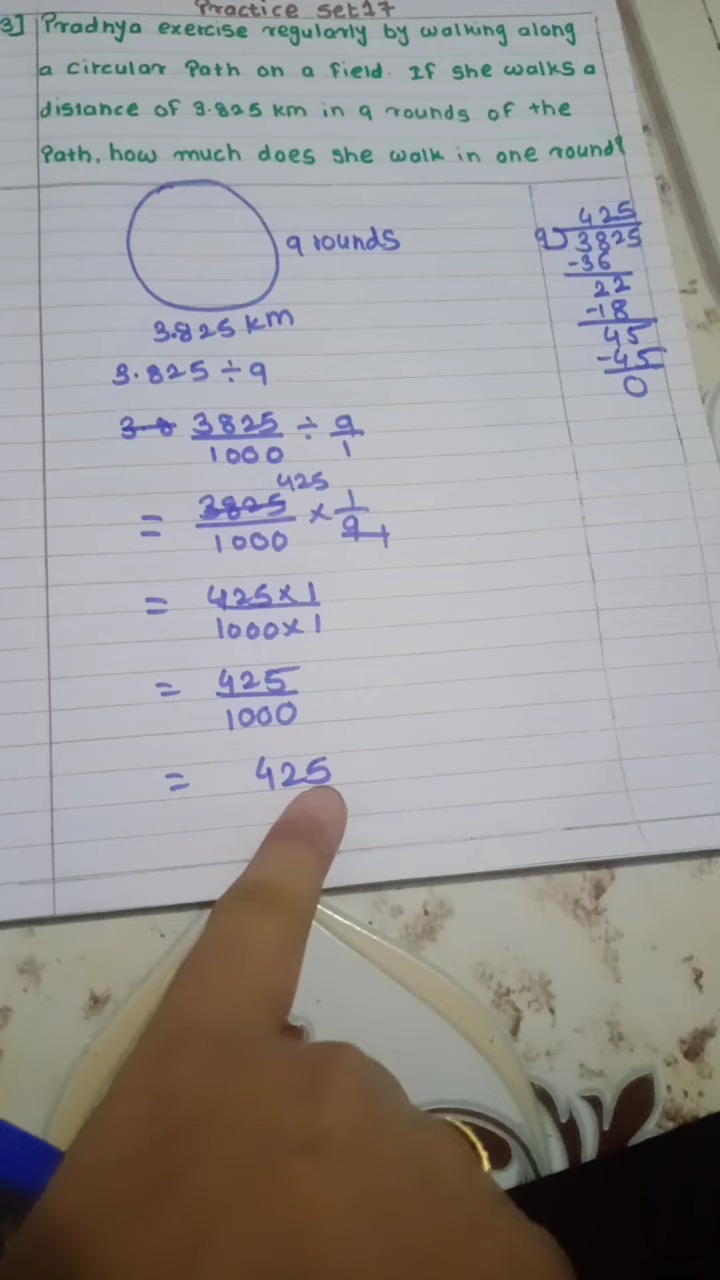 Practice Set 17
3] Pradnya exercise regularly by walking along
a circular Path on a field. If she walks a
distance of 3.825 km in 9 rounds of the
Path, how much does she walk in one round?
9 rounds
3.825 km
3.825 ÷ 9
3825/1000 ÷ 9/1
425
= 3825/1000 × 1/9 1
= 425×1/1000×1
= 425/1000
= 425
425
9)3825
-36
22
-18
45
-45
0